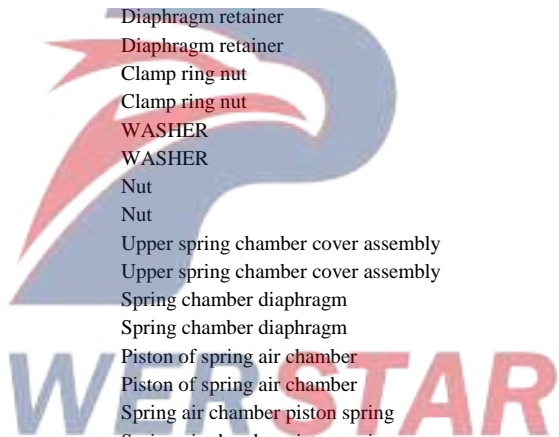 Diaphragm retainer
Diaphragm retainer
Clamp ring nut
Clamp ring nut
WASHER
WASHER
Nut
Nut
Upper spring chamber cover assembly
Upper spring chamber cover assembly
Spring chamber diaphragm
Spring chamber diaphragm
Piston of spring air chamber
Piston of spring air chamber
WERSTAR
Spring air chamber piston spring